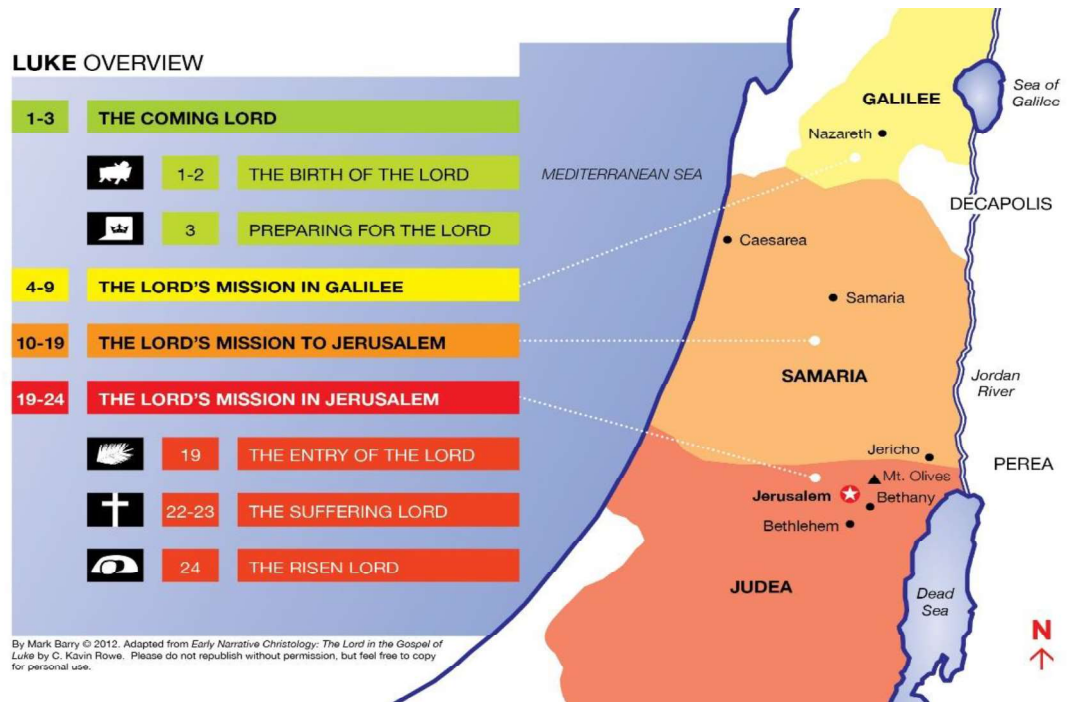 LUKE OVERVIEW
1-3 THE COMING LORD
1-2 THE BIRTH OF THE LORD
3 PREPARING FOR THE LORD
4-9 THE LORD'S MISSION IN GALILEE
10-19 THE LORD'S MISSION TO JERUSALEM
19-24 THE LORD'S MISSION IN JERUSALEM
19 THE ENTRY OF THE LORD
22-23 THE SUFFERING LORD
24 THE RISEN LORD
By Mark Barry © 2012. Adapted from Early Narrative Christology: The Lord in the Gospel of
Luke by C. Kavin Rowe. Please do not republish without permission, but feel free to copy
for personal use.
MEDITERRANEAN SEA
GALILEE
Sea of
Galilee
Nazareth
DECAPOLIS
Caesarea
Samaria
SAMARIA
Jordan
River
Jericho
PEREA
Mt. Olives
Jerusalem
Bethany
Bethlehem
JUDEA
Dead
Sea
N